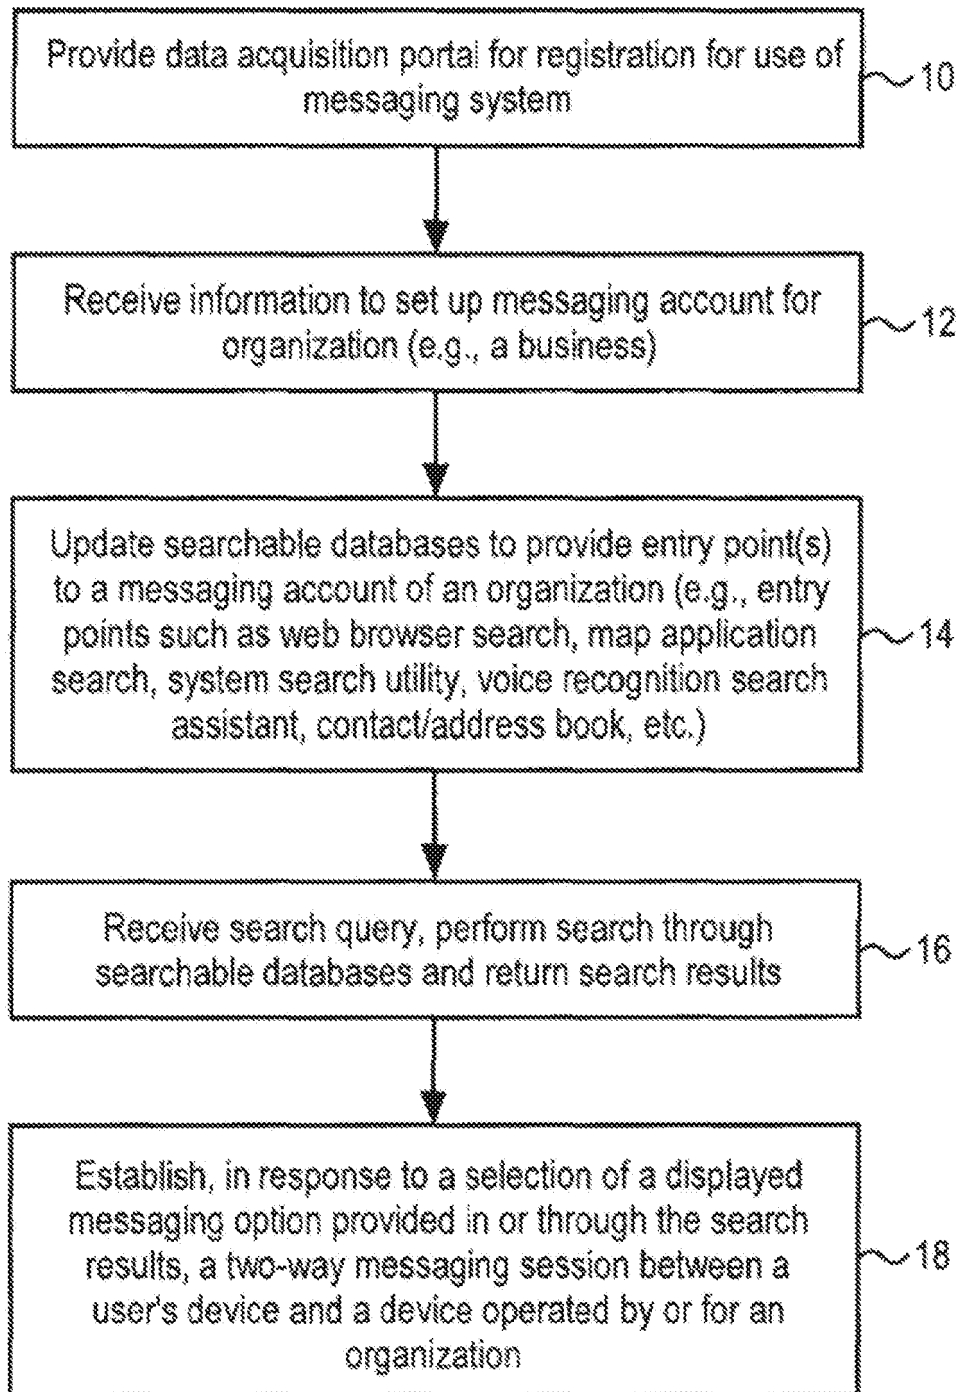 Provide data acquisition portal for registration for use of
messaging system
10
Receive information to set up messaging account for
organization (e.g., a business)
12
Update searchable databases to provide entry point(s)
to a messaging account of an organization (e.g., entry
points such as web browser search, map application
search, system search utility, voice recognition search
assistant, contact/address book, etc.)
14
Receive search query, perform search through
searchable databases and return search results
16
Establish, in response to a selection of a displayed
messaging option provided in or through the search
results, a two-way messaging session between a
user's device and a device operated by or for an
organization
18